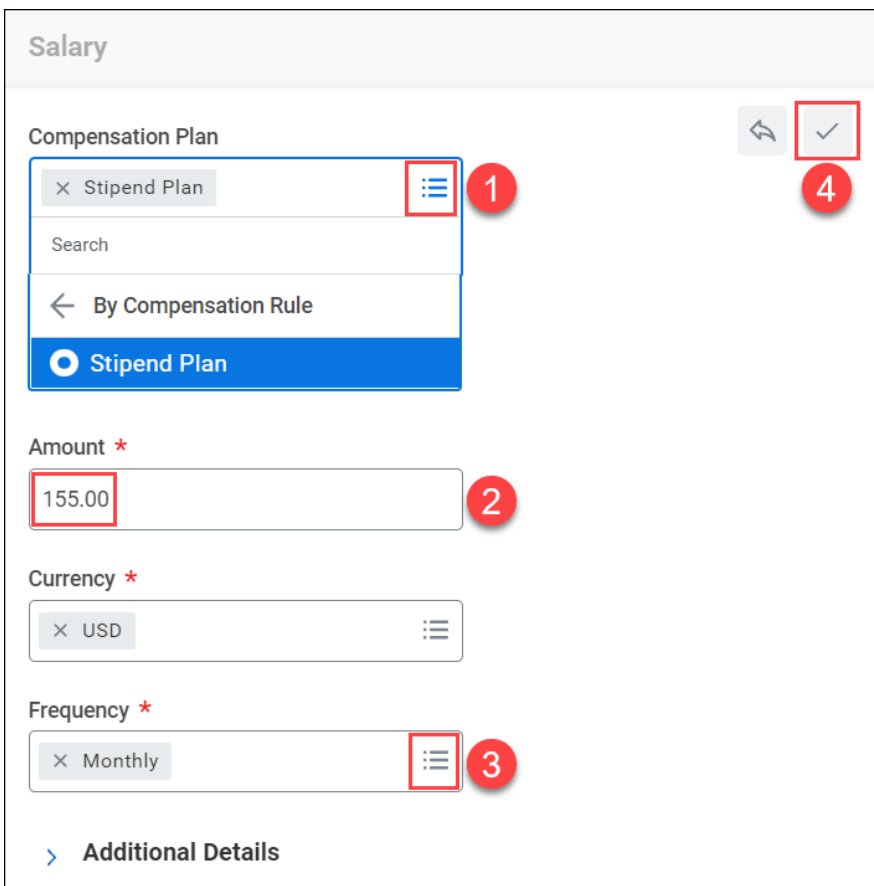 Salary
Compensation Plan
4
× Stipend Plan
1
Search
By Compensation Rule
Stipend Plan
Amount *
155.00
2
Currency *
× USD
Frequency *
× Monthly
3
Additional Details